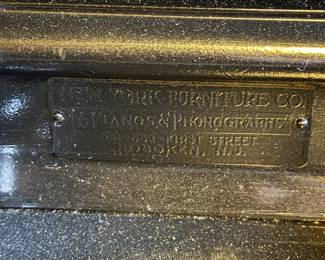 NEW YORK FURNITURE CO.
PIANOS & PHONOGRAPHS
FIRST STREET
HOBOKEN, N.J.